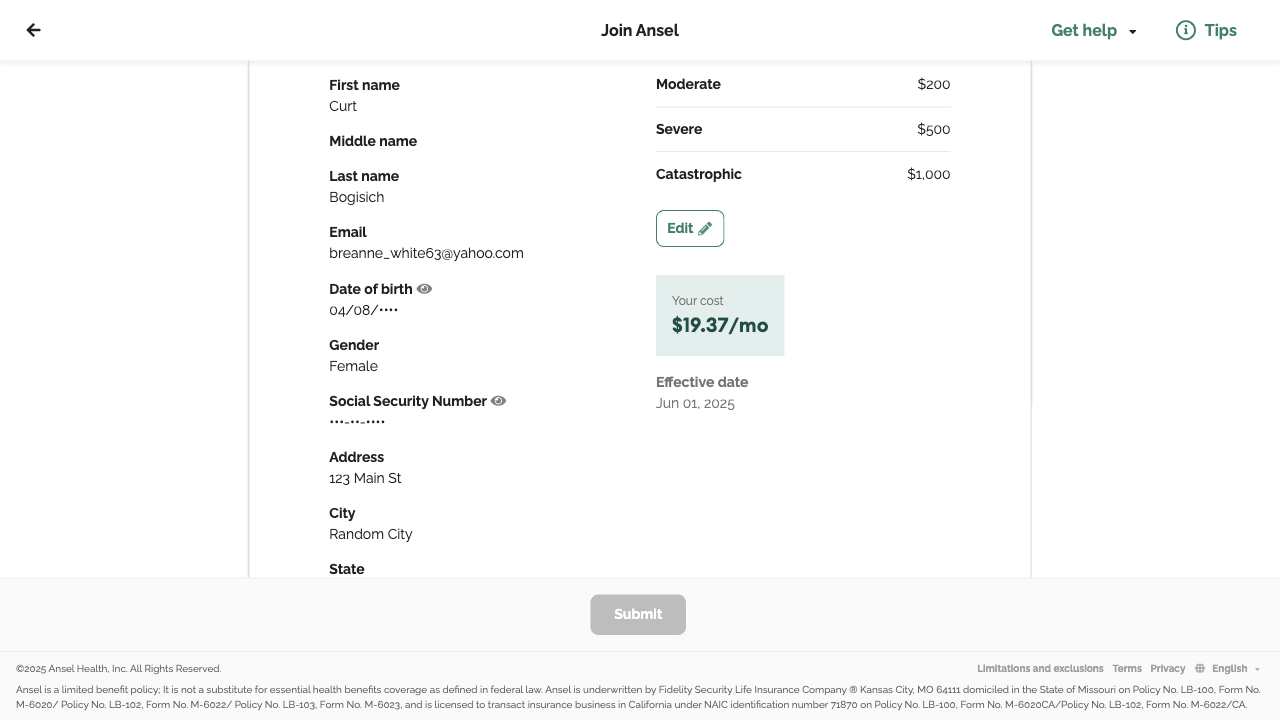 Join Ansel
Get help
Tips
First name
Curt
Middle name
Last name
Bogisich
Email
breanne_white63@yahoo.com
Date of birth
04/08/••••
Gender
Female
Social Security Number
•••-••-••••
Address
123 Main St
City
Random City
State
Moderate $200
Severe $500
Catastrophic $1,000
Edit
Your cost
$19.37/mo
Effective date
Jun 01, 2025
Submit
©2025 Ansel Health, Inc. All Rights Reserved.
Limitations and exclusions Terms Privacy English
Ansel is a limited benefit policy; It is not a substitute for essential health benefits coverage as defined in federal law. Ansel is underwritten by Fidelity Security Life Insurance Company ® Kansas City, MO 64111 domiciled in the State of Missouri on Policy No. LB-100, Form No.
M-6020/ Policy No. LB-102, Form No. M-6022/ Policy No. LB-103, Form No. M-6023, and is licensed to transact insurance business in California under NAIC identification number 71870 on Policy No. LB-100, Form No. M-6020CA/Policy No. LB-102, Form No. M-6022/CA.